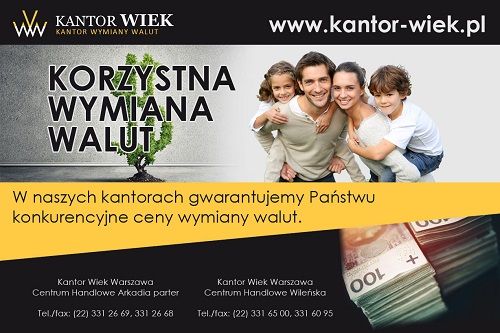 KANTOR WIEK
KANTOR WYMIANY WALUT
www.kantor-wiek.pl
KORZYSTNA
WYMIANA
WALUT
W naszych kantorach gwarantujemy Państwu
konkurencyjne ceny wymiany walut.
Kantor Wiek Warszawa
Centrum Handlowe Arkadia parter
Tel./fax: (22) 331 26 69, 331 26 68
Kantor Wiek Warszawa
Centrum Handlowe Wileńska
Tel./fax: (22) 331 65 00, 331 60 95
100